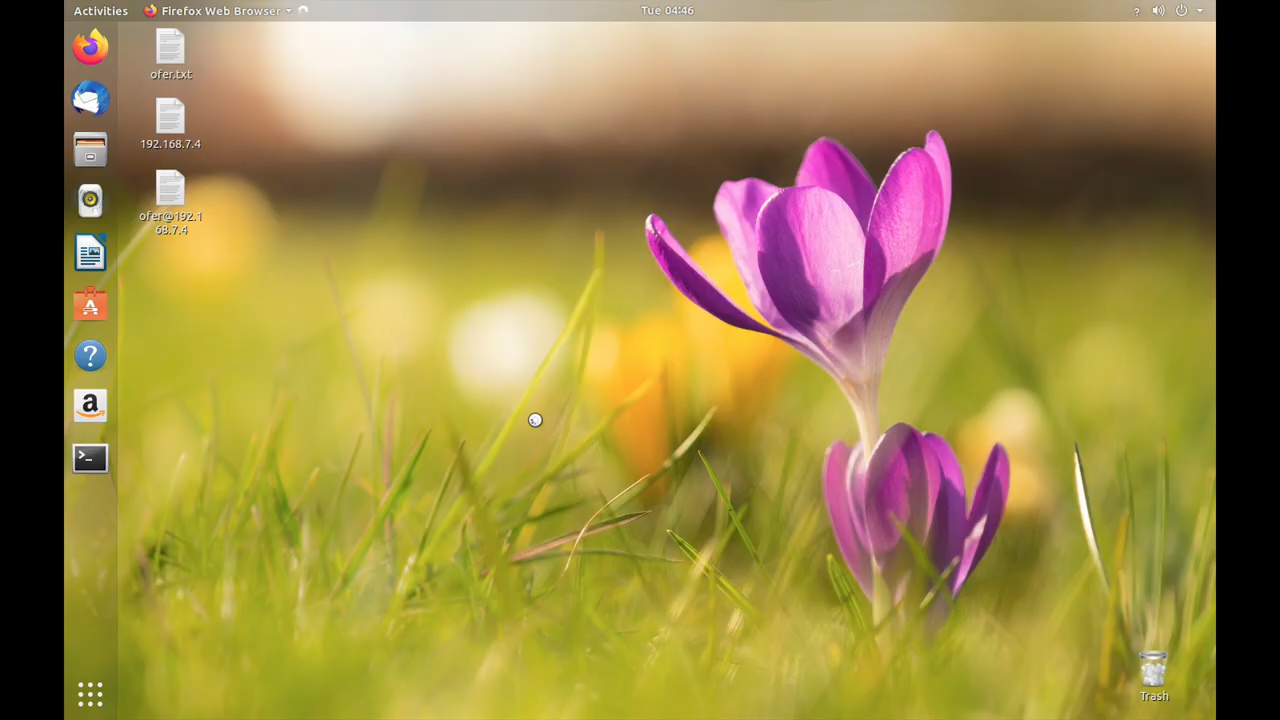 Activities
Firefox Web Browser
Tue 04:46
?
ofer.txt
192.168.7.4
ofer@192.1
68.7.4
?
a
>_
Trash